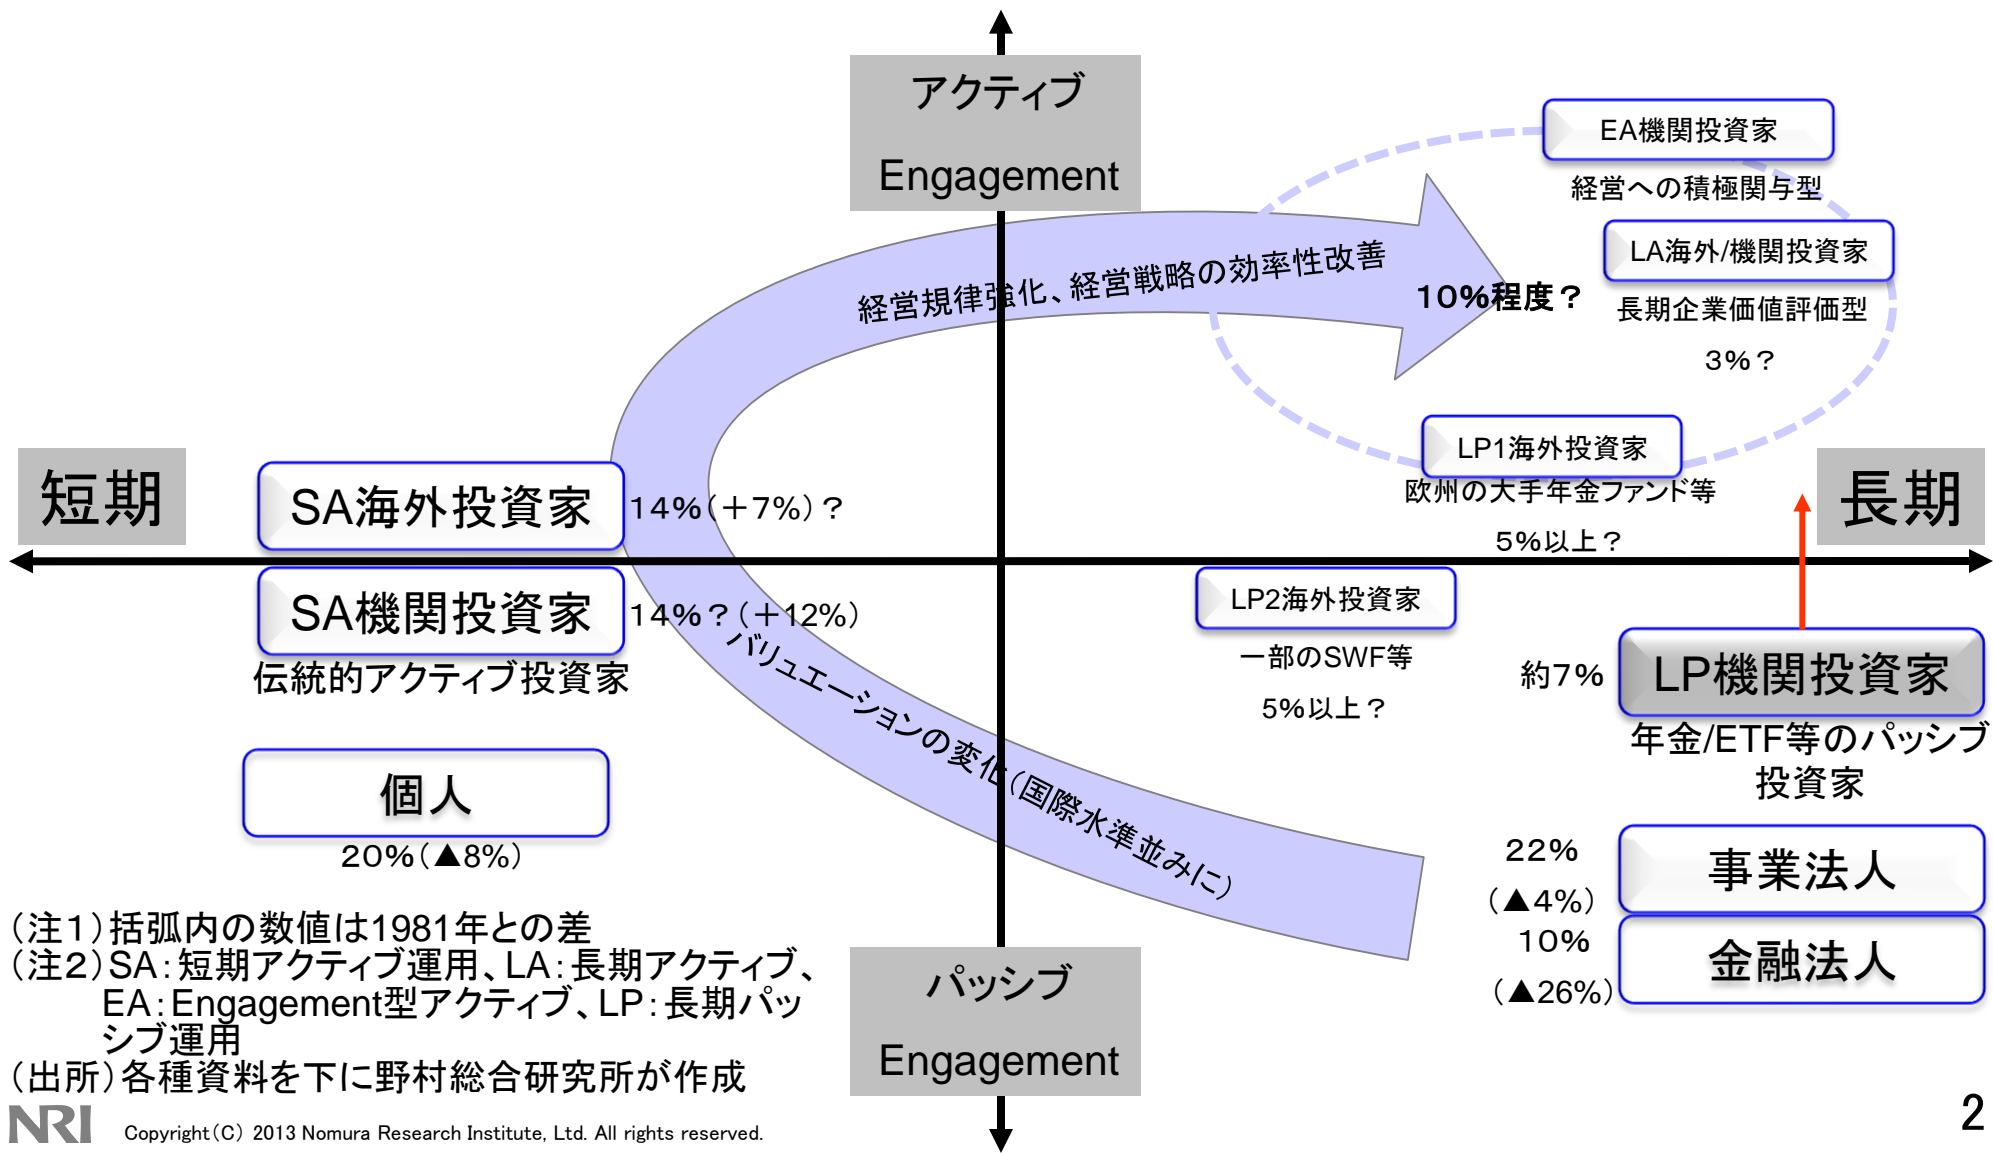 アクティブ
Engagement
EA機関投資家
経営への積極関与型
LA海外/機関投資家
長期企業価値評価型
3%?
経営規律強化、経営戦略の効率性改善
10%程度?
LP1海外投資家
欧州の大手年金ファンド等
5%以上?
短期
長期
SA海外投資家
14%(+7%)?
SA機関投資家
14%?(+12%)
伝統的アクティブ投資家
バリュエーションの変化(国際水準並みに)
LP2海外投資家
一部のSWF等
5%以上?
約7%
LP機関投資家
年金/ETF等のパッシブ
投資家
個人
20%(▲8%)
22%
(▲4%)
事業法人
10%
(▲26%)
金融法人
パッシブ
Engagement
(注1)括弧内の数値は1981年との差
(注2)SA:短期アクティブ運用、LA:長期アクティブ、
EA:Engagement型アクティブ、LP:長期パッ
シブ運用
(出所)各種資料を下に野村総合研究所が作成
NRI
Copyright(C) 2013 Nomura Research Institute, Ltd. All rights reserved.
2